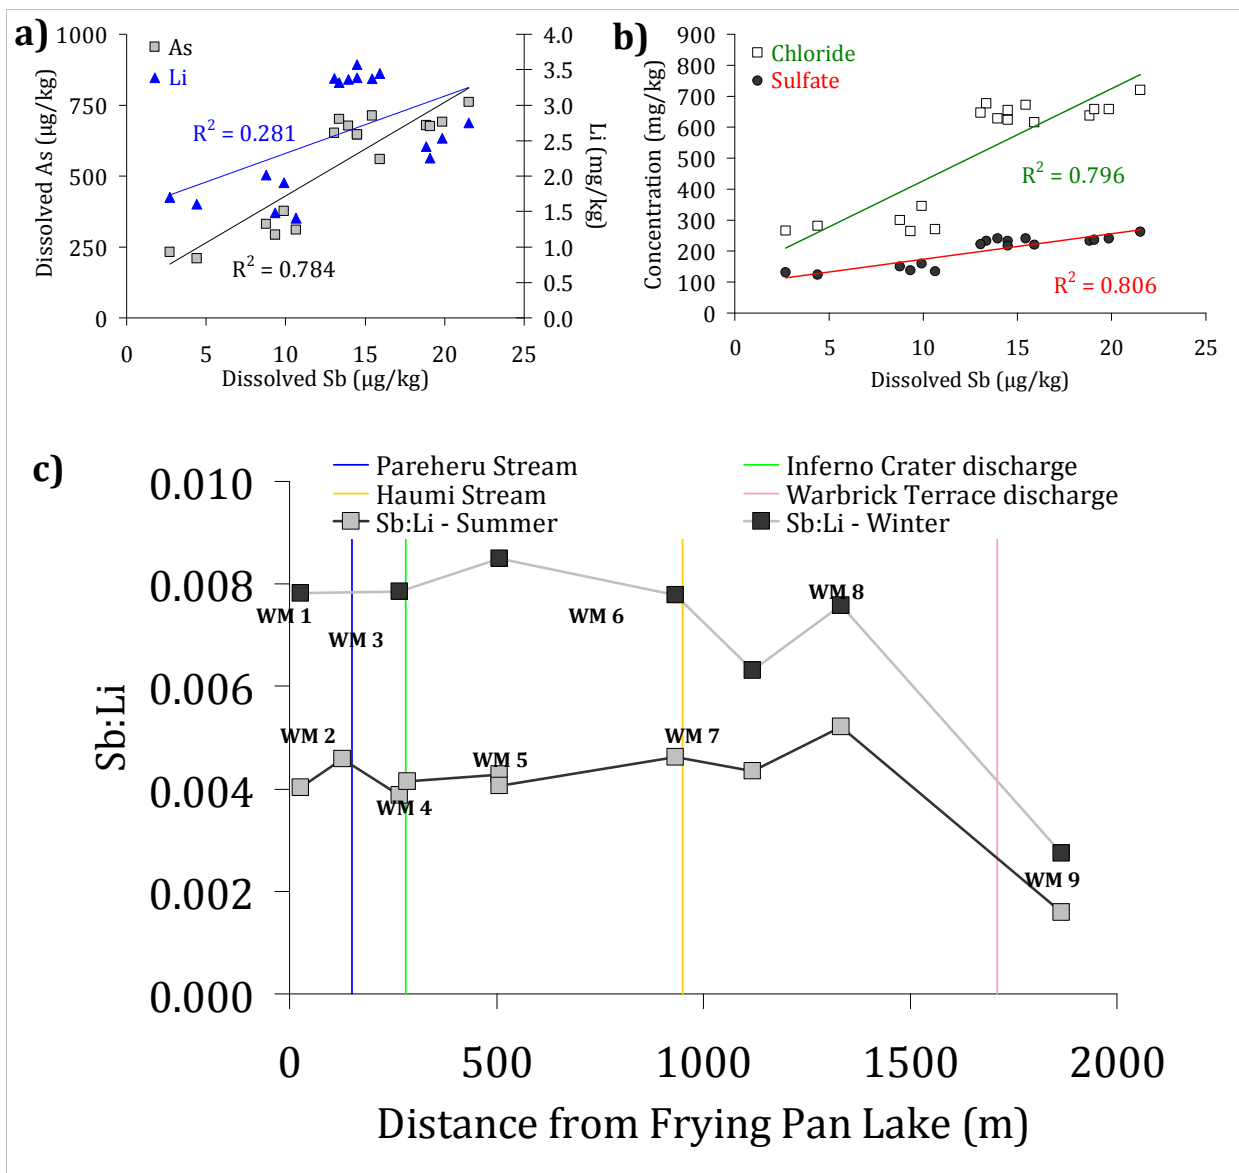 a)
1000
750
500
250
0
Dissolved As (µg/kg)
As
Li
R² = 0.281
R² = 0.784
4.0
3.5
3.0
2.5
2.0
1.5
1.0
0.5
0.0
Li (mg/kg)
0 5 10 15 20 25
Dissolved Sb (µg/kg)
b)
900
800
700
600
500
400
300
200
100
0
Concentration (mg/kg)
Chloride
Sulfate
R² = 0.796
R² = 0.806
0 5 10 15 20 25
Dissolved Sb (µg/kg)
c)
Pareheru Stream
Inferno Crater discharge
Haumi Stream
Warbrick Terrace discharge
Sb:Li - Summer
Sb:Li - Winter
0.010
0.008
0.006
0.004
0.002
0.000
Sb:Li
WM 1
WM 2
WM 3
WM 4
WM 5
WM 6
WM 7
WM 8
WM 9
0 500 1000 1500 2000
Distance from Frying Pan Lake (m)